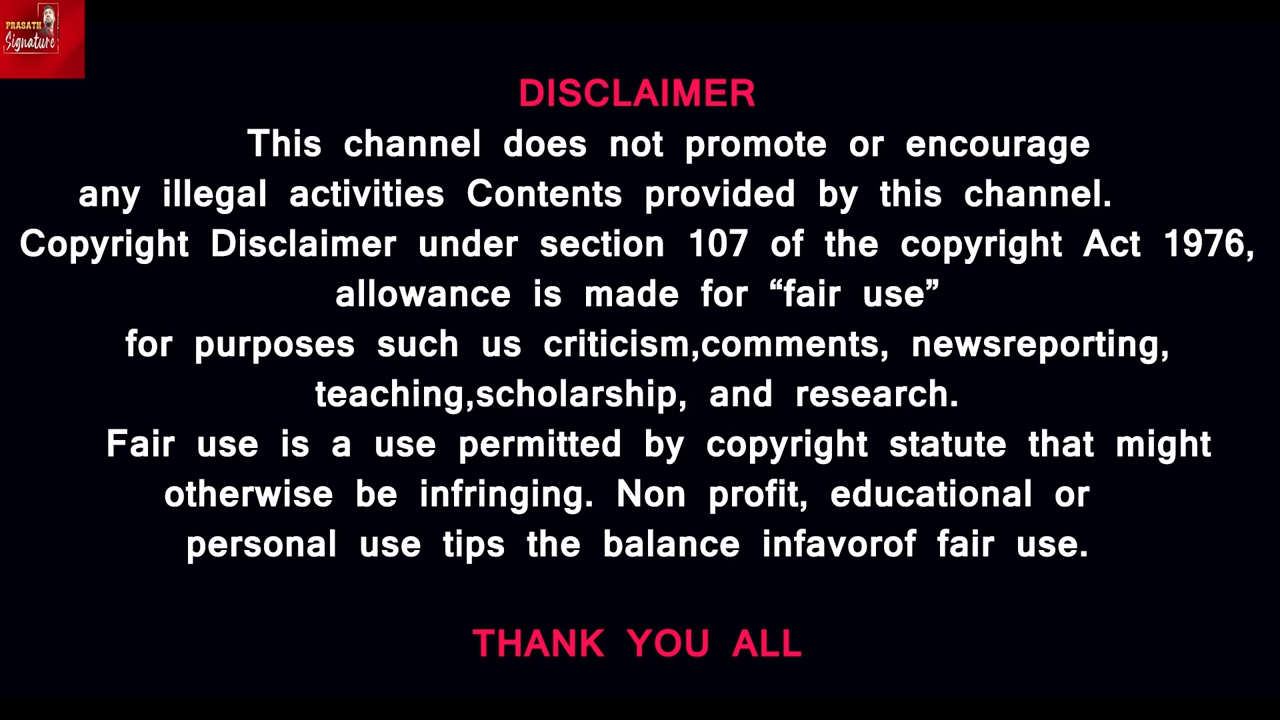 PRASATH
Signature
DISCLAIMER
This channel does not promote or encourage
any illegal activities Contents provided by this channel.
Copyright Disclaimer under section 107 of the copyright Act 1976,
allowance is made for “fair use”
for purposes such us criticism,comments, newsreporting,
teaching,scholarship, and research.
Fair use is a use permitted by copyright statute that might
otherwise be infringing. Non profit, educational or
personal use tips the balance infavorof fair use.
THANK YOU ALL